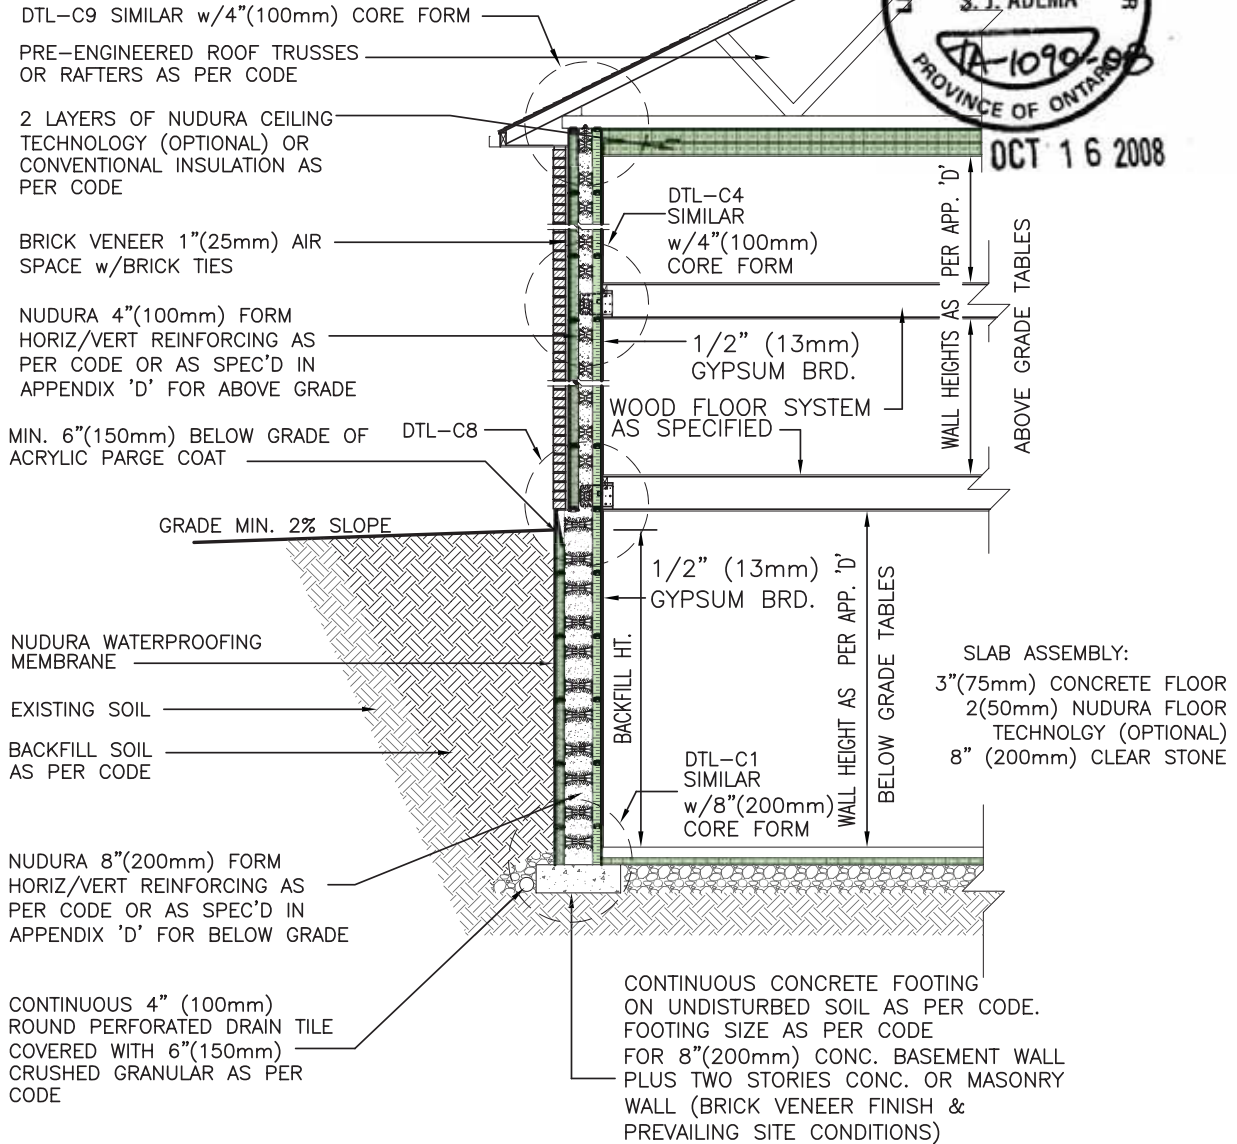 DTL-C9 SIMILAR w/4"(100mm) CORE FORM
PRE-ENGINEERED ROOF TRUSSES
OR RAFTERS AS PER CODE
2 LAYERS OF NUDURA CEILING
TECHNOLOGY (OPTIONAL) OR
CONVENTIONAL INSULATION AS
PER CODE
BRICK VENEER 1"(25mm) AIR
SPACE w/BRICK TIES
NUDURA 4"(100mm) FORM
HORIZ/VERT REINFORCING AS
PER CODE OR AS SPEC'D IN
APPENDIX 'D' FOR ABOVE GRADE
MIN. 6"(150mm) BELOW GRADE OF
ACRYLIC PARGE COAT
DTL-C8
GRADE MIN. 2% SLOPE
NUDURA WATERPROOFING
MEMBRANE
EXISTING SOIL
BACKFILL SOIL
AS PER CODE
NUDURA 8"(200mm) FORM
HORIZ/VERT REINFORCING AS
PER CODE OR AS SPEC'D IN
APPENDIX 'D' FOR BELOW GRADE
CONTINUOUS 4" (100mm)
ROUND PERFORATED DRAIN TILE
COVERED WITH 6"(150mm)
CRUSHED GRANULAR AS PER
CODE
S. J. ADEMA
1090-08
PROVINCE OF ONTARIO
OCT 16 2008
DTL-C4
SIMILAR
w/4"(100mm)
CORE FORM
1/2" (13mm)
GYPSUM BRD.
WOOD FLOOR SYSTEM
AS SPECIFIED
WALL HEIGHTS AS PER APP. 'D'
ABOVE GRADE TABLES
1/2" (13mm)
GYPSUM BRD.
BACKFILL HT.
WALL HEIGHT AS PER APP. 'D'
BELOW GRADE TABLES
DTL-C1
SIMILAR
w/8"(200mm)
CORE FORM
SLAB ASSEMBLY:
3"(75mm) CONCRETE FLOOR
2(50mm) NUDURA FLOOR
TECHNOLGY (OPTIONAL)
8" (200mm) CLEAR STONE
CONTINUOUS CONCRETE FOOTING
ON UNDISTURBED SOIL AS PER CODE.
FOOTING SIZE AS PER CODE
FOR 8"(200mm) CONC. BASEMENT WALL
PLUS TWO STORIES CONC. OR MASONRY
WALL (BRICK VENEER FINISH &
PREVAILING SITE CONDITIONS)